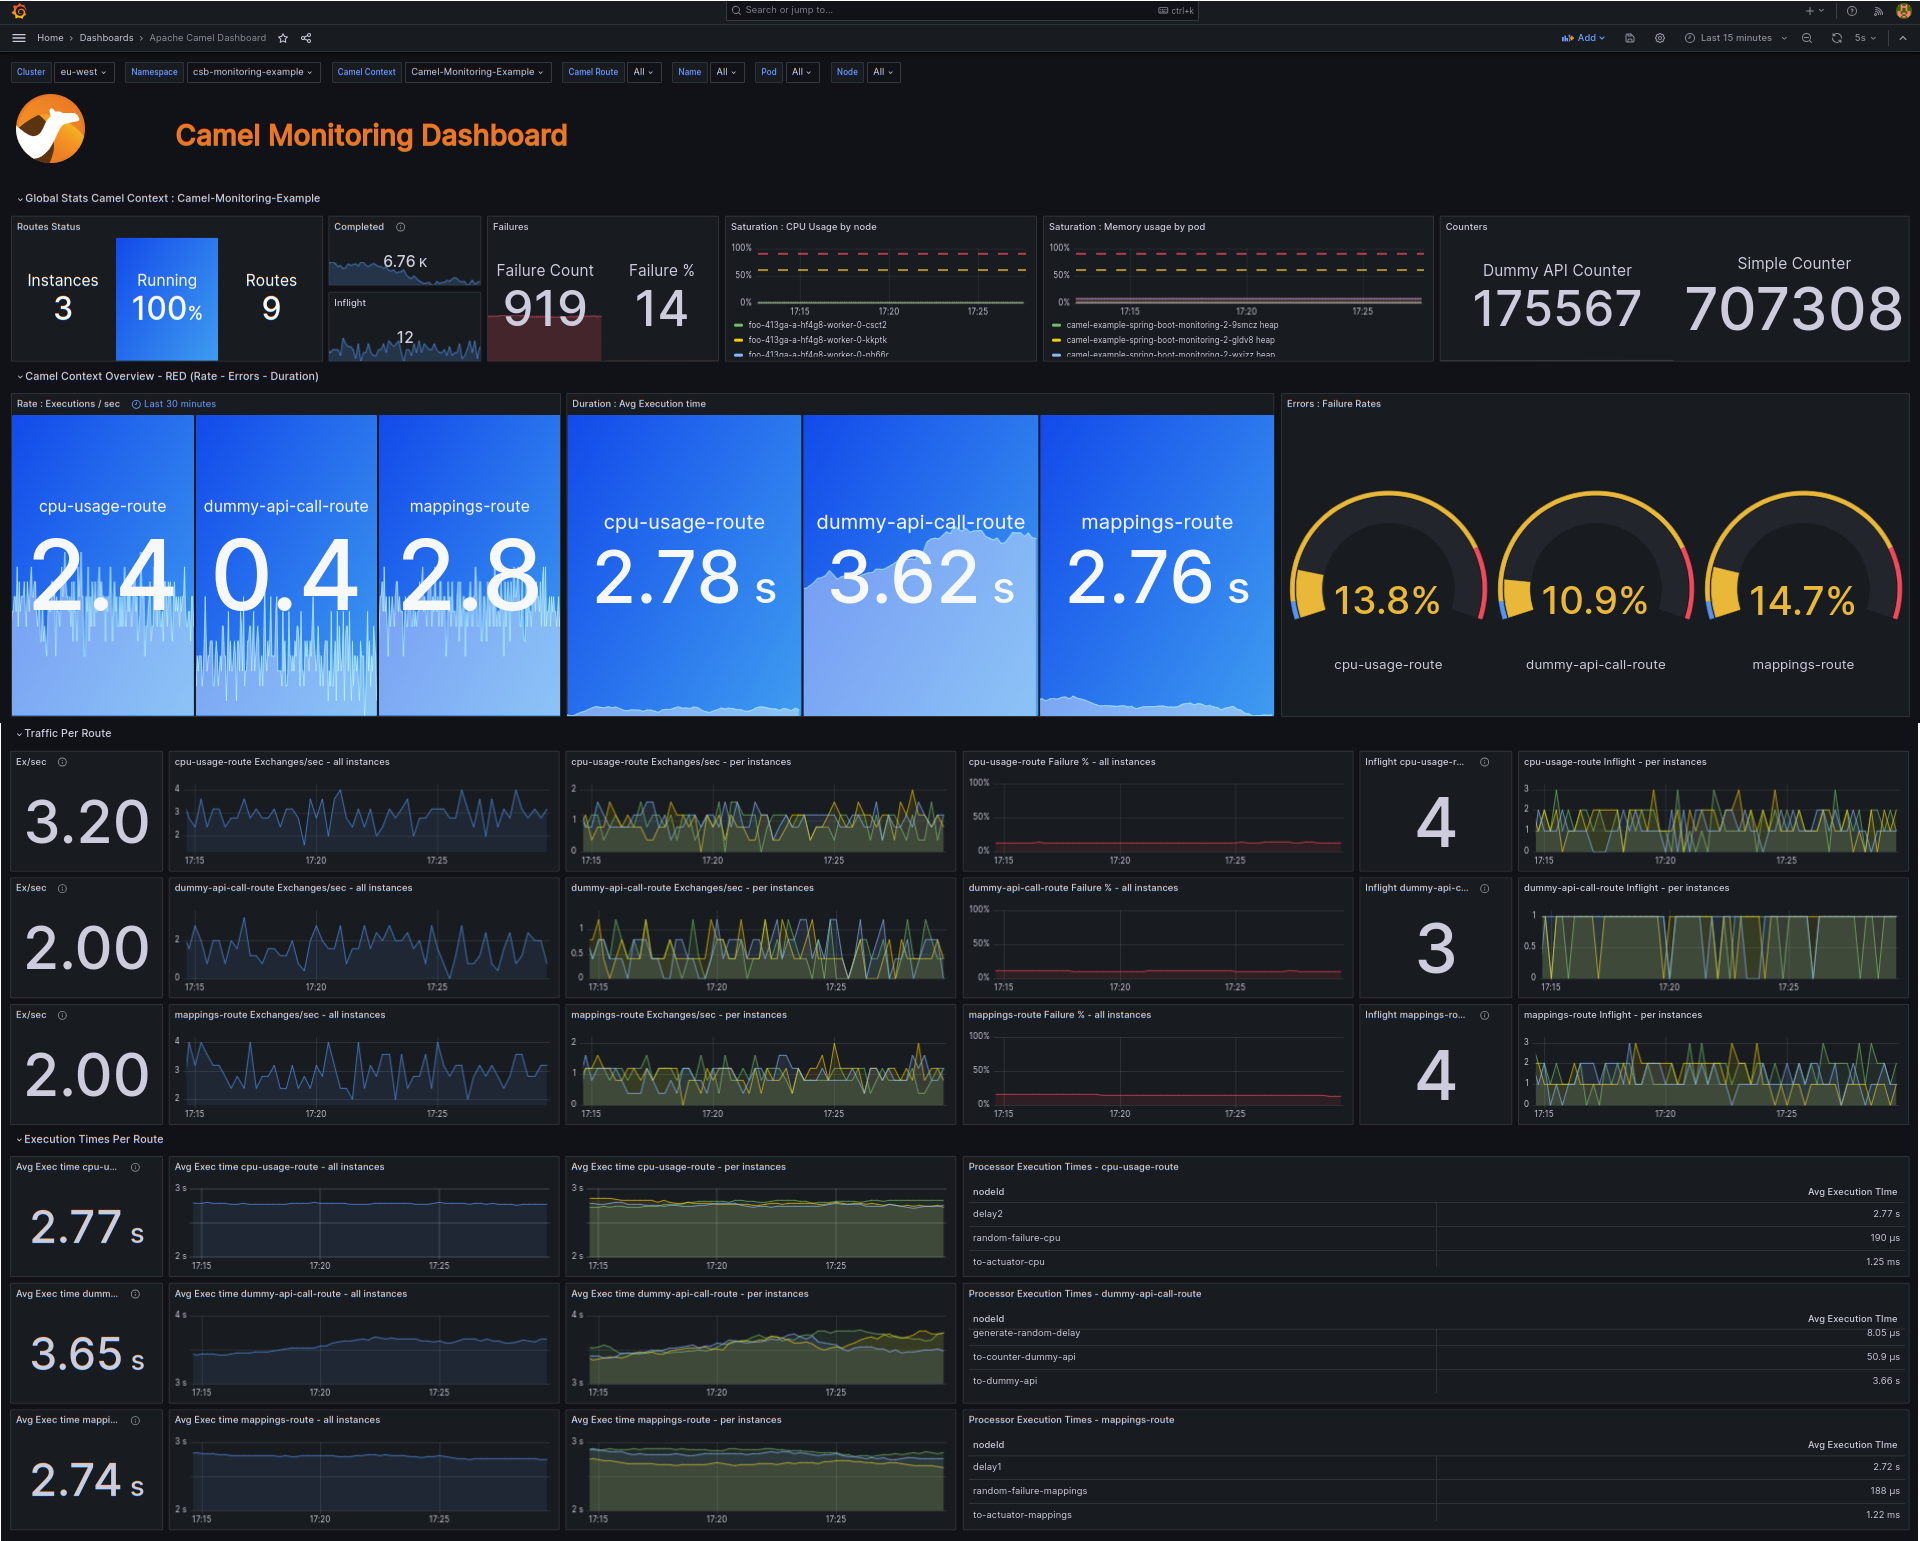 Search or jump to...
ctrl+k
Home
Dashboards
Apache Camel Dashboard
Add
Last 15 minutes
5s
Cluster
eu-west
Namespace
csb-monitoring-example
Camel Context
Camel-Monitoring-Example
Camel Route
All
Name
All
Pod
All
Node
All
Camel Monitoring Dashboard
Global Stats Camel Context : Camel-Monitoring-Example
Routes Status
Instances
3
Running
100%
Routes
9
Completed
6.76 K
Inflight
12
Failures
Failure Count
919
Failure %
14
Saturation : CPU Usage by node
100%
50%
0%
17:15
17:20
17:25
foo-413ga-a-hf4g8-worker-0-csct2
foo-413ga-a-hf4g8-worker-0-kkptk
foo-413ga-a-hf4g8-worker-0-nh66r
Saturation : Memory usage by pod
100%
50%
0%
17:15
17:20
17:25
camel-example-spring-boot-monitoring-2-9smcz heap
camel-example-spring-boot-monitoring-2-gldv8 heap
camel-example-spring-boot-monitoring-2-wxjzz heap
Counters
Dummy API Counter
175567
Simple Counter
707308
Camel Context Overview - RED (Rate - Errors - Duration)
Rate : Executions / sec
Last 30 minutes
cpu-usage-route
2.4
dummy-api-call-route
0.4
mappings-route
2.8
Duration : Avg Execution time
cpu-usage-route
2.78 s
dummy-api-call-route
3.62 s
mappings-route
2.76 s
Errors : Failure Rates
13.8%
cpu-usage-route
10.9%
dummy-api-call-route
14.7%
mappings-route
Traffic Per Route
Ex/sec
3.20
cpu-usage-route Exchanges/sec - all instances
4
3
2
17:15
17:20
17:25
cpu-usage-route Exchanges/sec - per instances
2
1
0
17:15
17:20
17:25
cpu-usage-route Failure % - all instances
100%
50%
0%
17:15
17:20
17:25
Inflight cpu-usage-r...
4
cpu-usage-route Inflight - per instances
3
2
1
0
17:15
17:20
17:25
Ex/sec
2.00
dummy-api-call-route Exchanges/sec - all instances
2
0
17:15
17:20
17:25
dummy-api-call-route Exchanges/sec - per instances
1
0.5
0
17:15
17:20
17:25
dummy-api-call-route Failure % - all instances
100%
50%
0%
17:15
17:20
17:25
Inflight dummy-api-c...
3
dummy-api-call-route Inflight - per instances
1
0.5
0
17:15
17:20
17:25
Ex/sec
2.00
mappings-route Exchanges/sec - all instances
4
3
2
17:15
17:20
17:25
mappings-route Exchanges/sec - per instances
2
1
0
17:15
17:20
17:25
mappings-route Failure % - all instances
100%
50%
0%
17:15
17:20
17:25
Inflight mappings-ro...
4
mappings-route Inflight - per instances
3
2
1
0
17:15
17:20
17:25
Execution Times Per Route
Avg Exec time cpu-u...
2.77 s
Avg Exec time cpu-usage-route - all instances
3 s
2 s
17:15
17:20
17:25
Avg Exec time cpu-usage-route - per instances
3 s
2 s
17:15
17:20
17:25
Processor Execution Times - cpu-usage-route
nodeId
Avg Execution TIme
delay2
2.77 s
random-failure-cpu
190 µs
to-actuator-cpu
1.25 ms
Avg Exec time dumm...
3.65 s
Avg Exec time dummy-api-call-route - all instances
4 s
3 s
17:15
17:20
17:25
Avg Exec time dummy-api-call-route - per instances
4 s
3 s
17:15
17:20
17:25
Processor Execution Times - dummy-api-call-route
nodeId
Avg Execution TIme
generate-random-delay
8.05 µs
to-counter-dummy-api
50.9 µs
to-dummy-api
3.66 s
Avg Exec time mappi...
2.74 s
Avg Exec time mappings-route - all instances
3 s
2 s
17:15
17:20
17:25
Avg Exec time mappings-route - per instances
3 s
2 s
17:15
17:20
17:25
Processor Execution Times - mappings-route
nodeId
Avg Execution TIme
delay1
2.72 s
random-failure-mappings
188 µs
to-actuator-mappings
1.22 ms